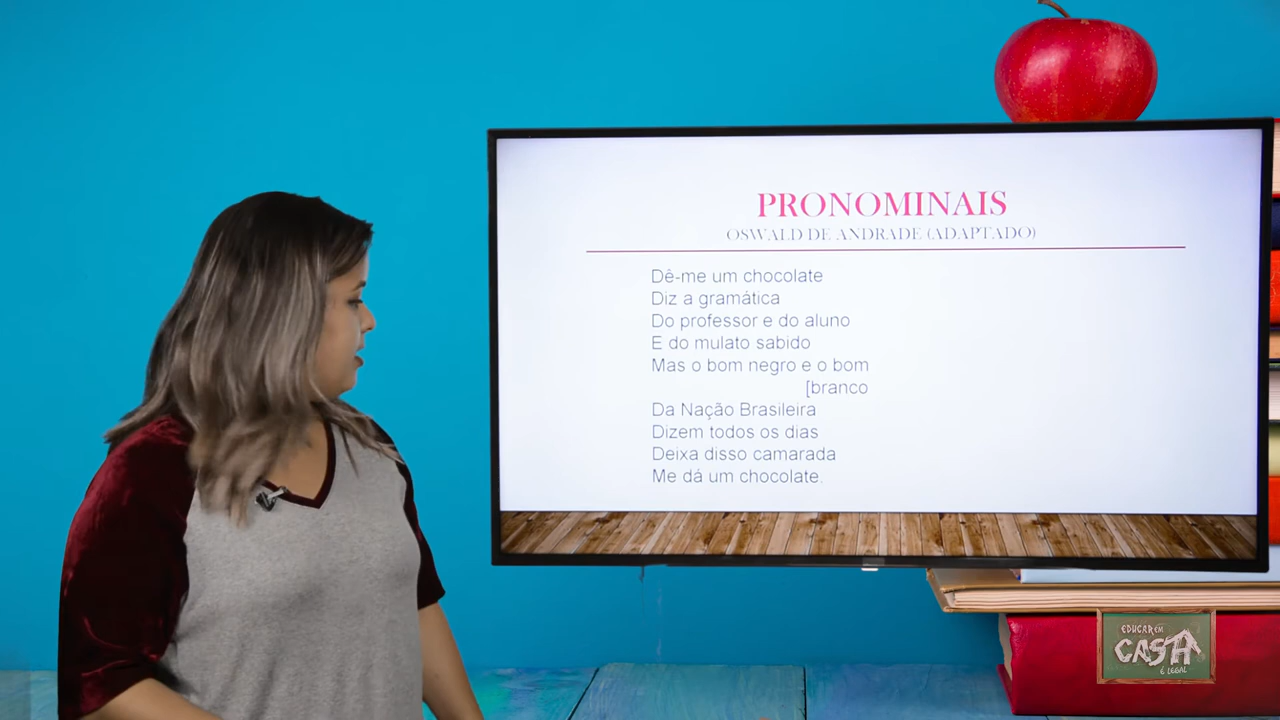 PRONOMINAIS
OSWALD DE ANDRADE (ADAPTADO)
Dê-me um chocolate
Diz a gramática
Do professor e do aluno
E do mulato sabido
Mas o bom negro e o bom
[branco
Da Nação Brasileira
Dizem todos os dias
Deixa disso camarada
Me dá um chocolate.
EDUCAR EM
CASA
É LEGAL